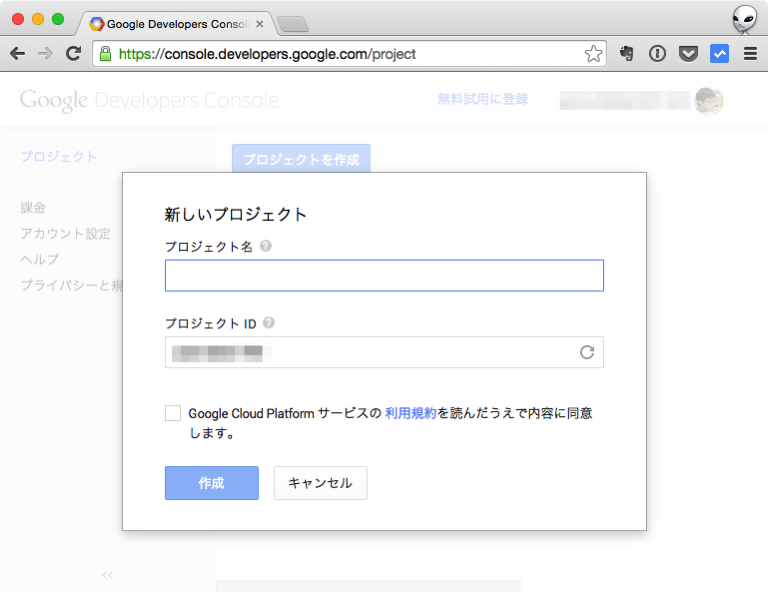 Google Developers Conso
https://console.developers.google.com/project
Google Developers Console
無料試用に登録
プロジェクト
プロジェクトを作成
課金
アカウント設定
ヘルプ
プライバシーと規
新しいプロジェクト
プロジェクト名
プロジェクト ID
Google Cloud Platform サービスの 利用規約を読んだうえで内容に同意
します。
作成
キャンセル